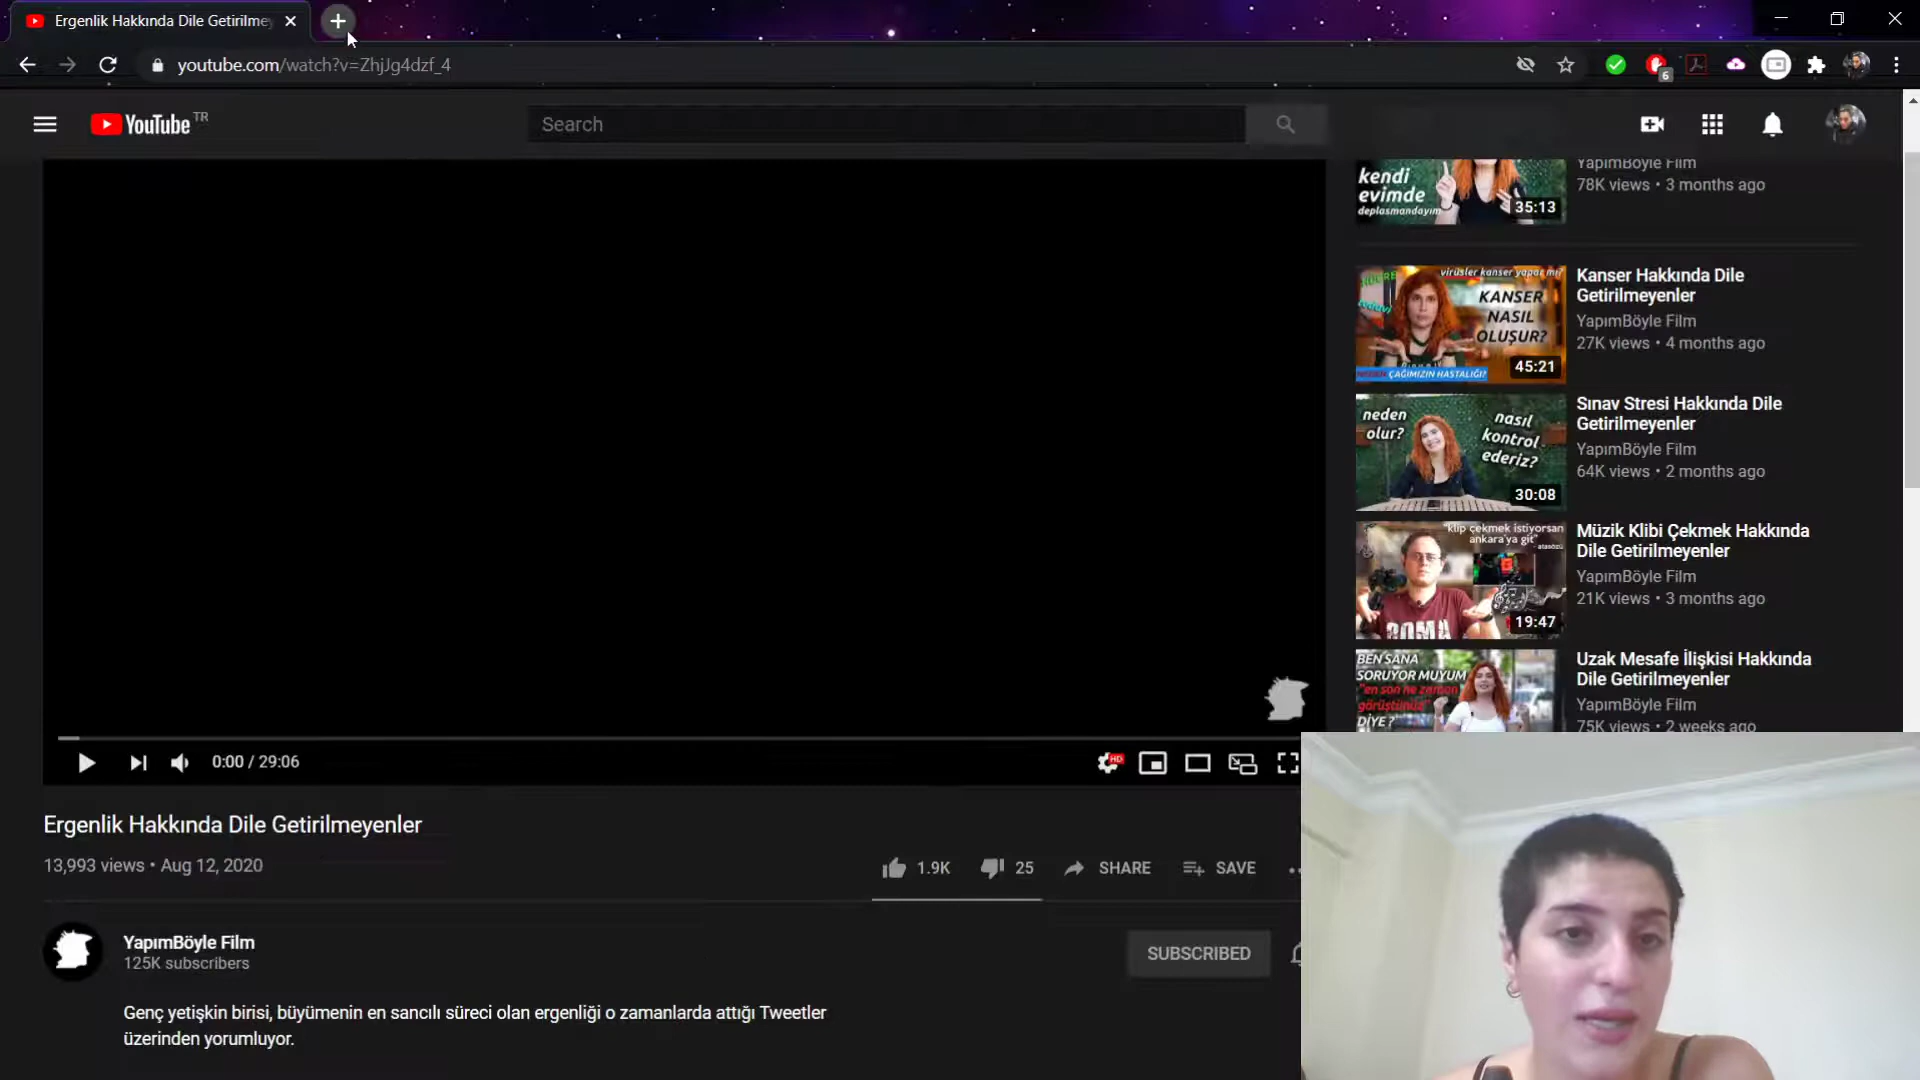 Ergenlik Hakkında Dile Getirilme
youtube.com/watch?v=ZhjJg4dzf_4
6
YouTube TR
Search
kendi
evimde
deplasmandayım
35:13
YapımBöyle Film
78K views • 3 months ago
virüsler kanser yapar mı?
tedavi
KANSER
NASIL
OLUŞUR?
ÇAĞIMIZIN HASTALIĞI?
45:21
Kanser Hakkında Dile
Getirilmeyenler
YapımBöyle Film
27K views • 4 months ago
neden
olur?
nasıl
kontrol
ederiz?
30:08
Sınav Stresi Hakkında Dile
Getirilmeyenler
YapımBöyle Film
64K views • 2 months ago
"klip çekmek istiyorsan
ankara'ya git"
- atasözü
ROMA
19:47
Müzik Klibi Çekmek Hakkında
Dile Getirilmeyenler
YapımBöyle Film
21K views • 3 months ago
BEN SANA
SORUYOR MUYUM
"en son ne zaman
görüştünüz"
DİYE ?
Uzak Mesafe İlişkisi Hakkında
Dile Getirilmeyenler
YapımBöyle Film
75K views • 2 weeks ago
0:00 / 29:06
HD
Ergenlik Hakkında Dile Getirilmeyenler
13,993 views • Aug 12, 2020
1.9K
25
SHARE
SAVE
YapımBöyle Film
125K subscribers
SUBSCRIBED
Genç yetişkin birisi, büyümenin en sancılı süreci olan ergenliği o zamanlarda attığı Tweetler
üzerinden yorumluyor.